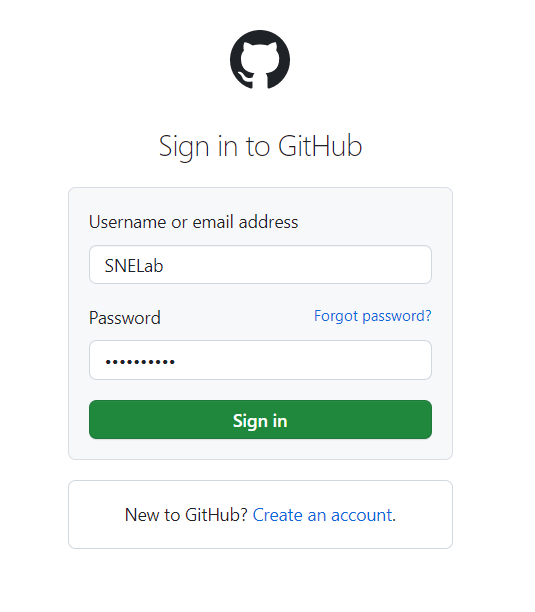 Sign in to GitHub
Username or email address
SNELab
Password Forgot password?
••••••••••
Sign in
New to GitHub? Create an account.